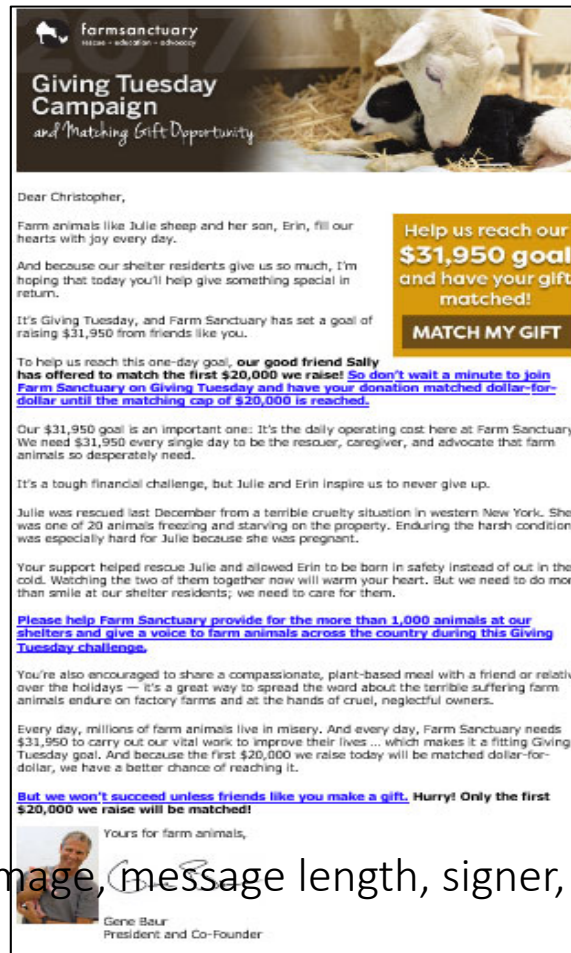 farmsanctuary
rescue • education • advocacy
Giving Tuesday
Campaign
and Matching Gift Opportunity
Dear Christopher,
Farm animals like Julie sheep and her son, Erin, fill our
hearts with joy every day.
And because our shelter residents give us so much, I'm
hoping that today you'll help give something special in
return.
It's Giving Tuesday, and Farm Sanctuary has set a goal of
raising $31,950 from friends like you.
Help us reach our
$31,950 goal
and have your gift
matched!
MATCH MY GIFT
To help us reach this one-day goal, our good friend Sally
has offered to match the first $20,000 we raise! So don't wait a minute to join
Farm Sanctuary on Giving Tuesday and have your donation matched dollar-for-
dollar until the matching cap of $20,000 is reached.
Our $31,950 goal is an important one: It's the daily operating cost here at Farm Sanctuary
We need $31,950 every single day to be the rescuer, caregiver, and advocate that farm
animals so desperately need.
It's a tough financial challenge, but Julie and Erin inspire us to never give up.
Julie was rescued last December from a terrible cruelty situation in western New York. She
was one of 20 animals freezing and starving on the property. Enduring the harsh condition
was especially hard for Julie because she was pregnant.
Your support helped rescue Julie and allowed Erin to be born in safety instead of out in the
cold. Watching the two of them together now will warm your heart. But we need to do mor
than smile at our shelter residents; we need to care for them.
Please help Farm Sanctuary provide for the more than 1,000 animals at our
shelters and give a voice to farm animals across the country during this Giving
Tuesday challenge.
You're also encouraged to share a compassionate, plant-based meal with a friend or relativ
over the holidays — it's a great way to spread the word about the terrible suffering farm
animals endure on factory farms and at the hands of cruel, neglectful owners.
Every day, millions of farm animals live in misery. And every day, Farm Sanctuary needs
$31,950 to carry out our vital work to improve their lives ... which makes it a fitting Giving
Tuesday goal. And because the first $20,000 we raise today will be matched dollar-for-
dollar, we have a better chance of reaching it.
But we won't succeed unless friends like you make a gift. Hurry! Only the first
$20,000 we raise will be matched!
Yours for farm animals,
mage, message length, signer,
Gene Baur
President and Co-Founder